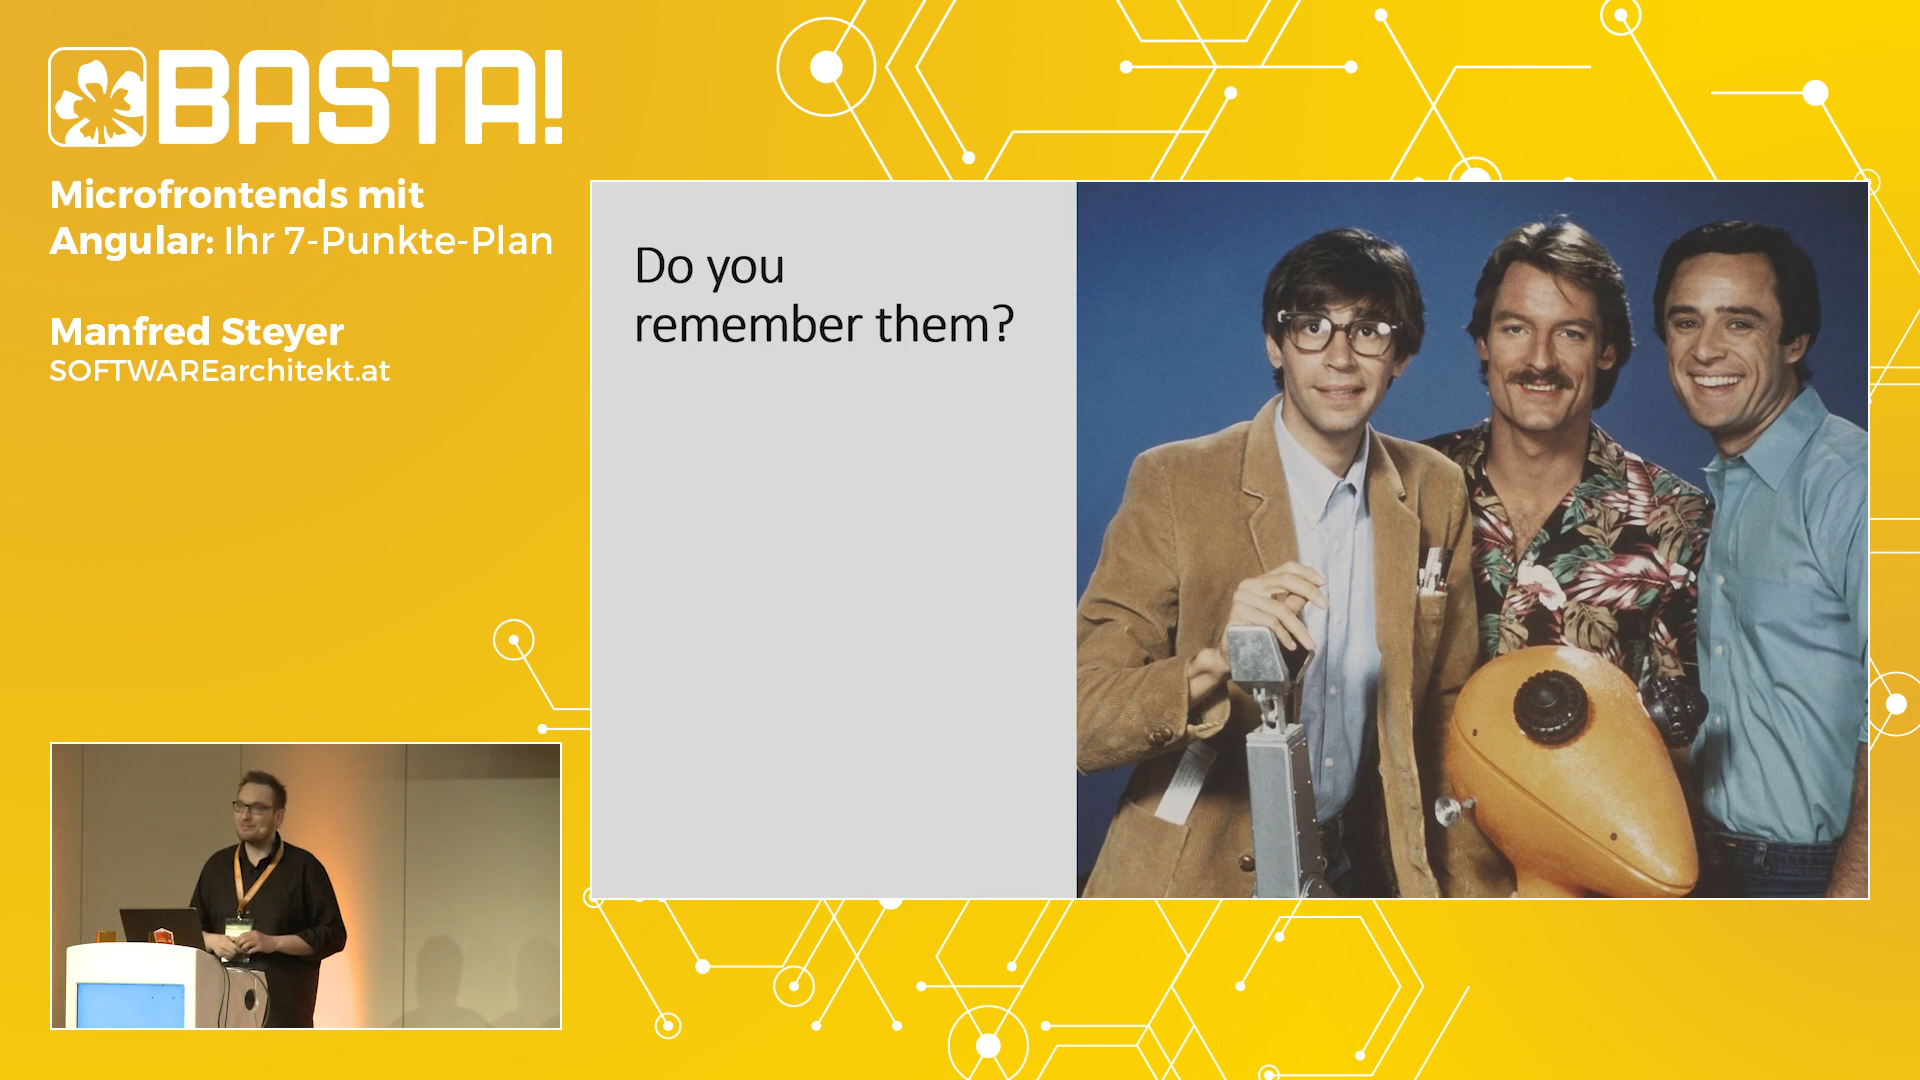 BASTA!
Microfrontends mit
Angular: Ihr 7-Punkte-Plan
Manfred Steyer
SOFTWAREarchitekt.at
Do you
remember them?